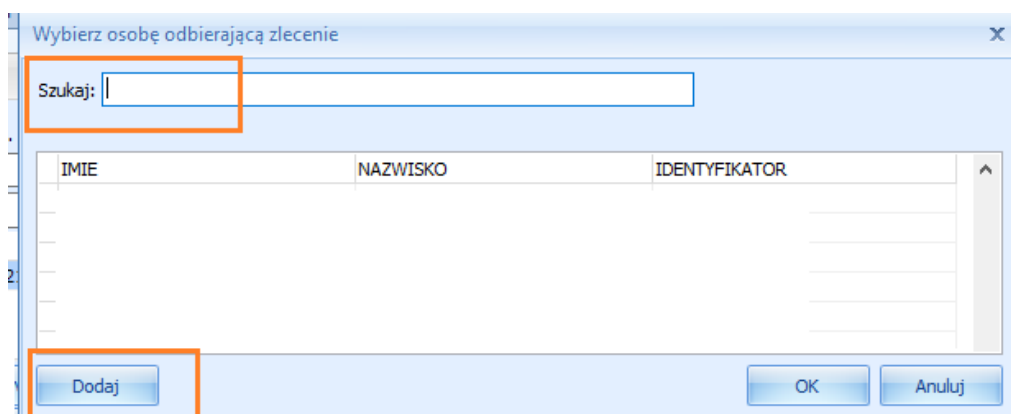 Wybierz osobę odbierającą zlecenie x
Szukaj:
IMIE NAZWISKO IDENTYFIKATOR
Dodaj OK Anuluj